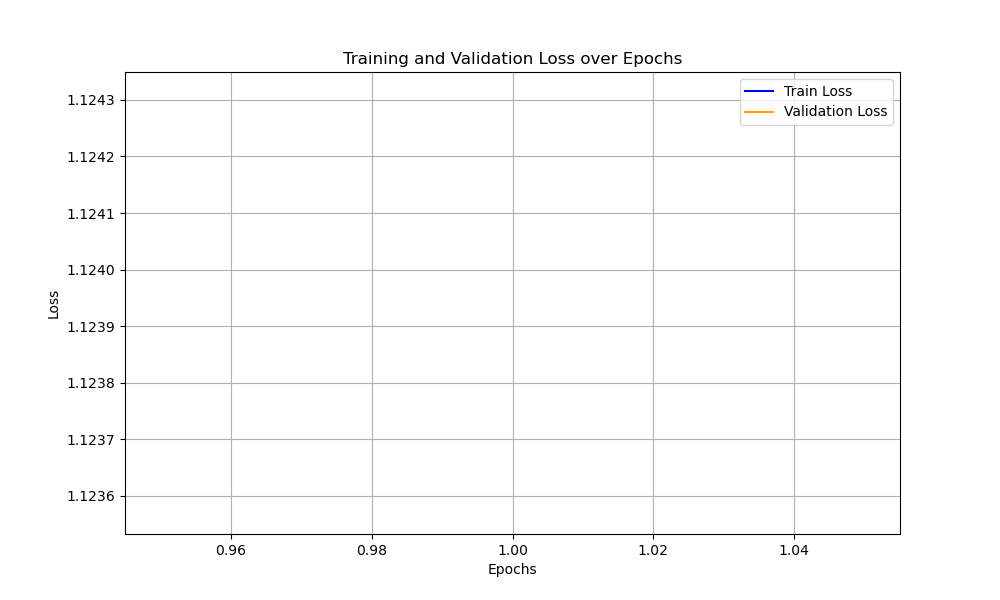 Training and Validation Loss over Epochs
Train Loss
Validation Loss
1.1243
1.1242
1.1241
1.1240
1.1239
1.1238
1.1237
1.1236
Loss
0.96
0.98
1.00
1.02
1.04
Epochs